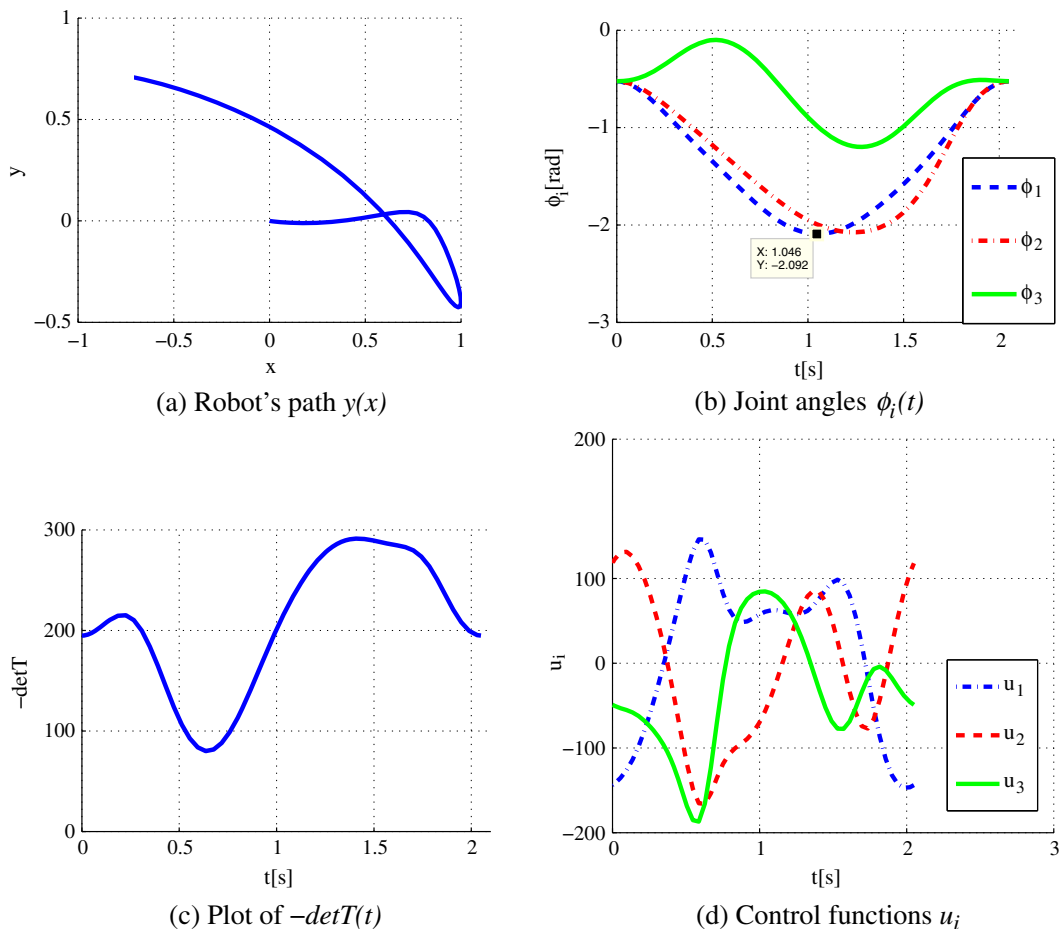 1
0.5
0
−0.5
−1
−0.5
0
0.5
1
y
x
(a) Robot's path y(x)
0
−1
−2
−3
0
0.5
1
1.5
2
ϕi[rad]
t[s]
X: 1.046
Y: −2.092
ϕ1
ϕ2
ϕ3
(b) Joint angles ϕi(t)
300
200
100
0
0
0.5
1
1.5
2
−detT
t[s]
(c) Plot of −detT(t)
200
100
0
−100
−200
0
1
2
3
ui
t[s]
u1
u2
u3
(d) Control functions ui